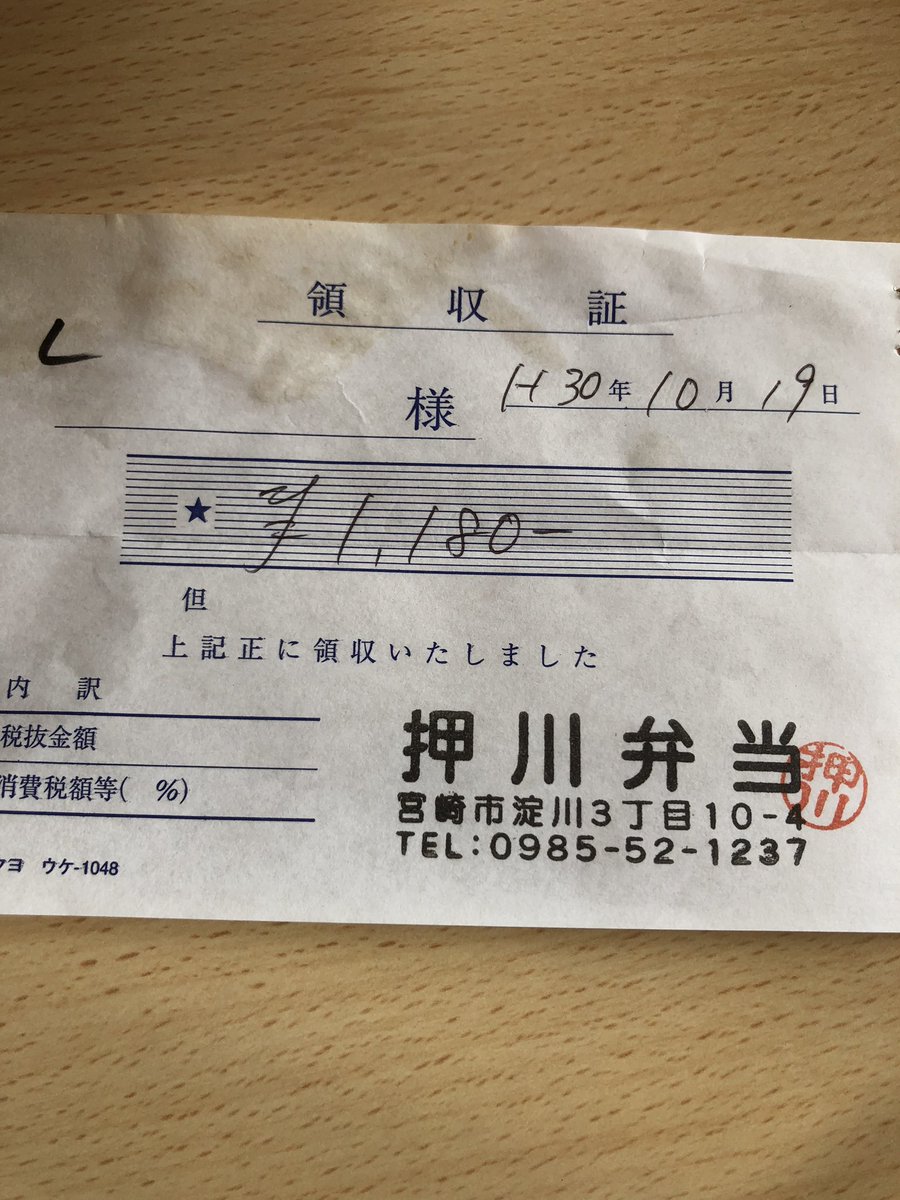 領収証
様
H30年10月19日
★ ¥1,180-
但
上記正に領収いたしました
内訳
税抜金額
消費税額等( %)
押川弁当
押川
宮崎市淀川3丁目10-4
TEL:0985-52-1237
ヨ ウケ-1048